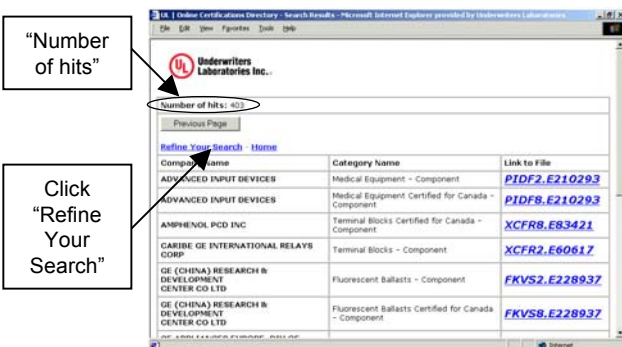 “Number
of hits”
Click
“Refine
Your
Search”
UL | Online Certifications Directory - Search Results - Microsoft Internet Explorer provided by Underwriters Laboratories
File Edit View Favorites Tools Help
UL Underwriters
Laboratories Inc.
Number of hits: 403
Previous Page
Refine Your Search - Home
Company Name Category Name Link to File
ADVANCED INPUT DEVICES Medical Equipment - Component PIDF2.E210293
ADVANCED INPUT DEVICES Medical Equipment Certified for Canada - Component PIDF8.E210293
AMPHENOL PCD INC Terminal Blocks Certified for Canada - Component XCFR8.E83421
CARIBE GE INTERNATIONAL RELAYS CORP Terminal Blocks - Component XCFR2.E60617
GE (CHINA) RESEARCH & DEVELOPMENT CENTER CO LTD Fluorescent Ballasts - Component FKVS2.E228937
GE (CHINA) RESEARCH & DEVELOPMENT CENTER CO LTD Fluorescent Ballasts Certified for Canada - Component FKVS8.E228937
Internet